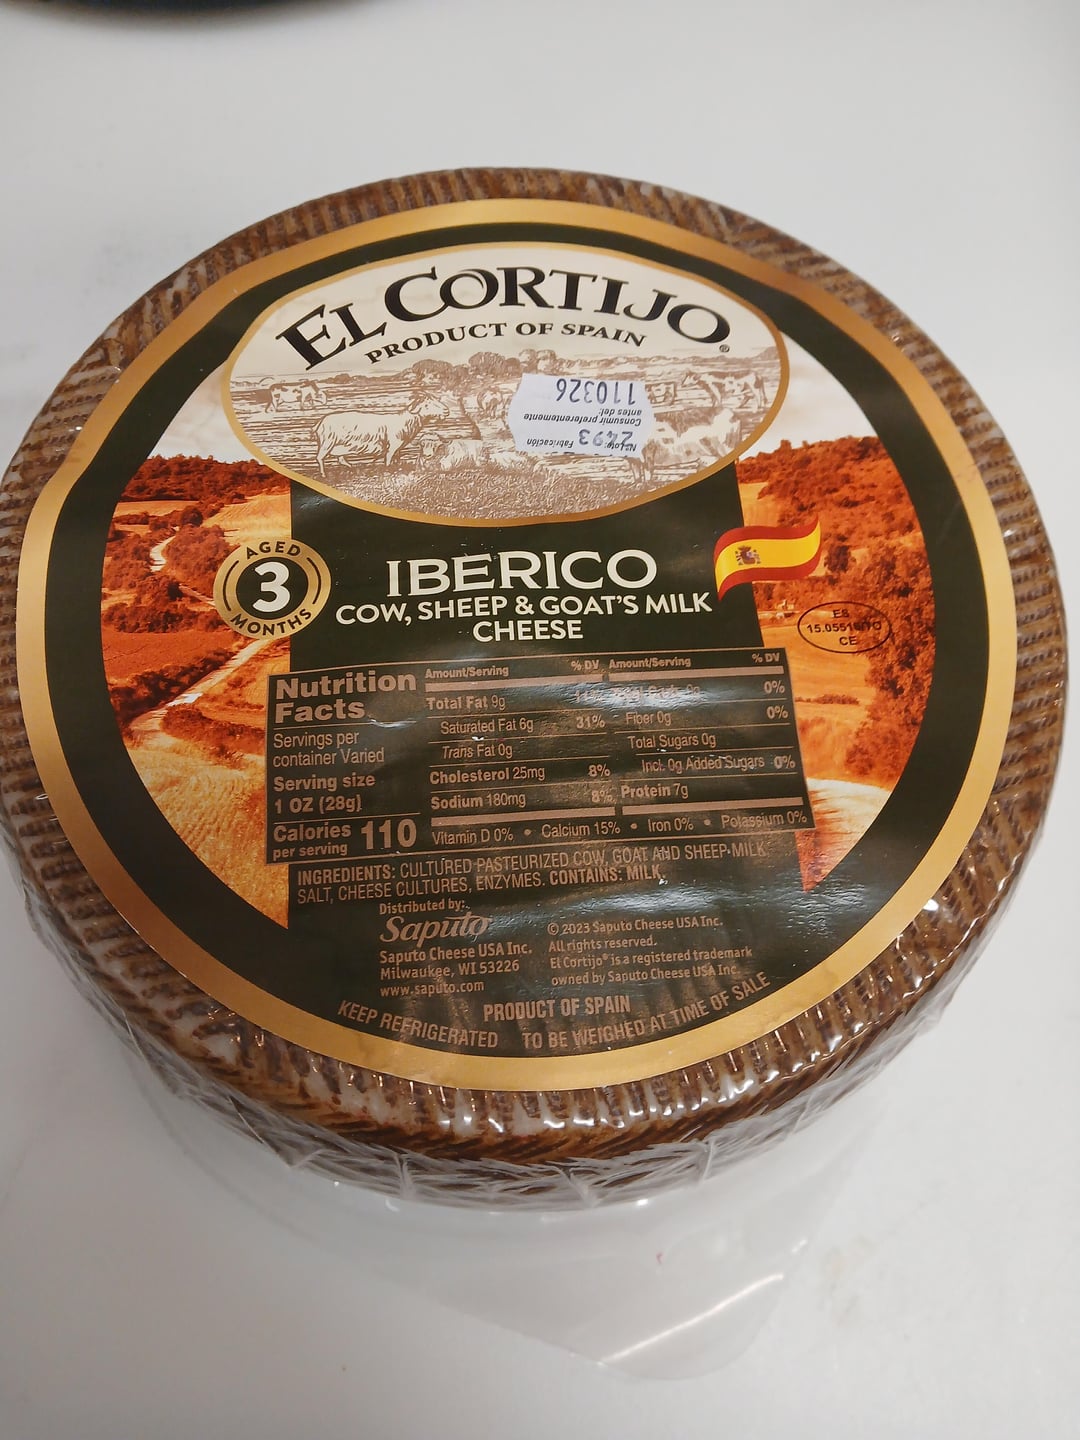 EL CORTIJO®
PRODUCT OF SPAIN
Nº Lote: Fabricación
2493
Consumir preferentemente
antes del:
110326
AGED
3
MONTHS
IBERICO
COW, SHEEP & GOAT'S MILK
CHEESE
ES
CE
Nutrition
Facts
Servings per
container Varied
Serving size
1 OZ (28g)
Calories 110
per serving
Amount/Serving % DV
Total Fat 9g
Saturated Fat 6g 31%
Trans Fat 0g
Cholesterol 25mg 8%
Sodium 180mg 8%
Amount/Serving % DV
0%
Fiber 0g 0%
Total Sugars 0g
Incl. 0g Added Sugars 0%
Protein 7g
Vitamin D 0% • Calcium 15% • Iron 0% • Potassium 0%
INGREDIENTS: CULTURED PASTEURIZED COW, GOAT AND SHEEP MILK,
SALT, CHEESE CULTURES, ENZYMES. CONTAINS: MILK.
Distributed by:
Saputo
Saputo Cheese USA Inc.
Milwaukee, WI 53226
www.saputo.com
© 2023 Saputo Cheese USA Inc.
All rights reserved.
El Cortijo® is a registered trademark
owned by Saputo Cheese USA Inc.
PRODUCT OF SPAIN
KEEP REFRIGERATED TO BE WEIGHED AT TIME OF SALE